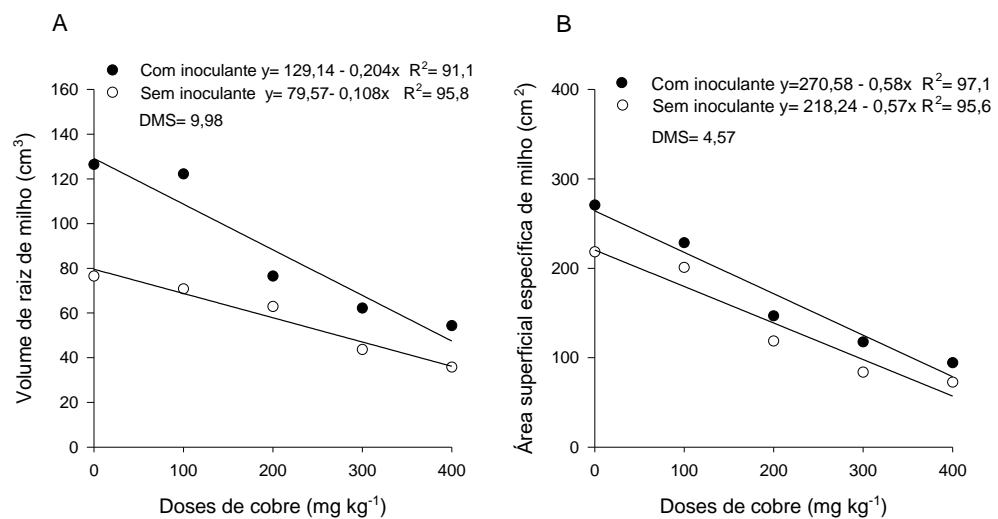 A
Com inoculante y= 129,14 - 0,204x R²= 91,1
Sem inoculante y= 79,57- 0,108x R²= 95,8
DMS= 9,98
Volume de raiz de milho (cm³)
160
140
120
100
80
60
40
20
0
0 100 200 300 400
Doses de cobre (mg kg⁻¹)
B
Com inoculante y=270,58 - 0,58x R²= 97,1
Sem inoculante y= 218,24 - 0,57x R²= 95,6
DMS= 4,57
Área superficial específica de milho (cm²)
400
300
200
100
0
0 100 200 300 400
Doses de cobre (mg kg⁻¹)